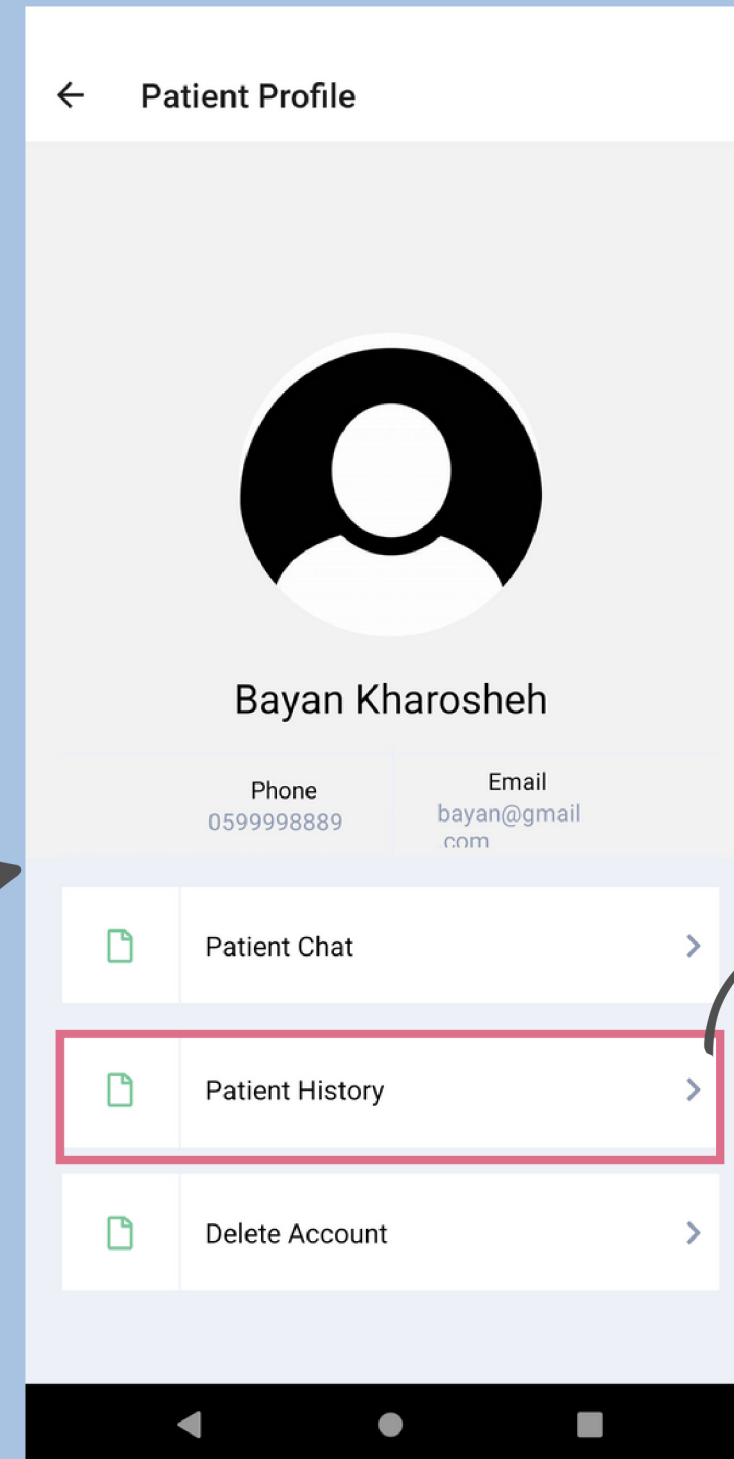 Patient Profile
Bayan Kharosheh
Phone
Email
0599998889
bayan@gmail
.com
Patient Chat
Patient History
Delete Account